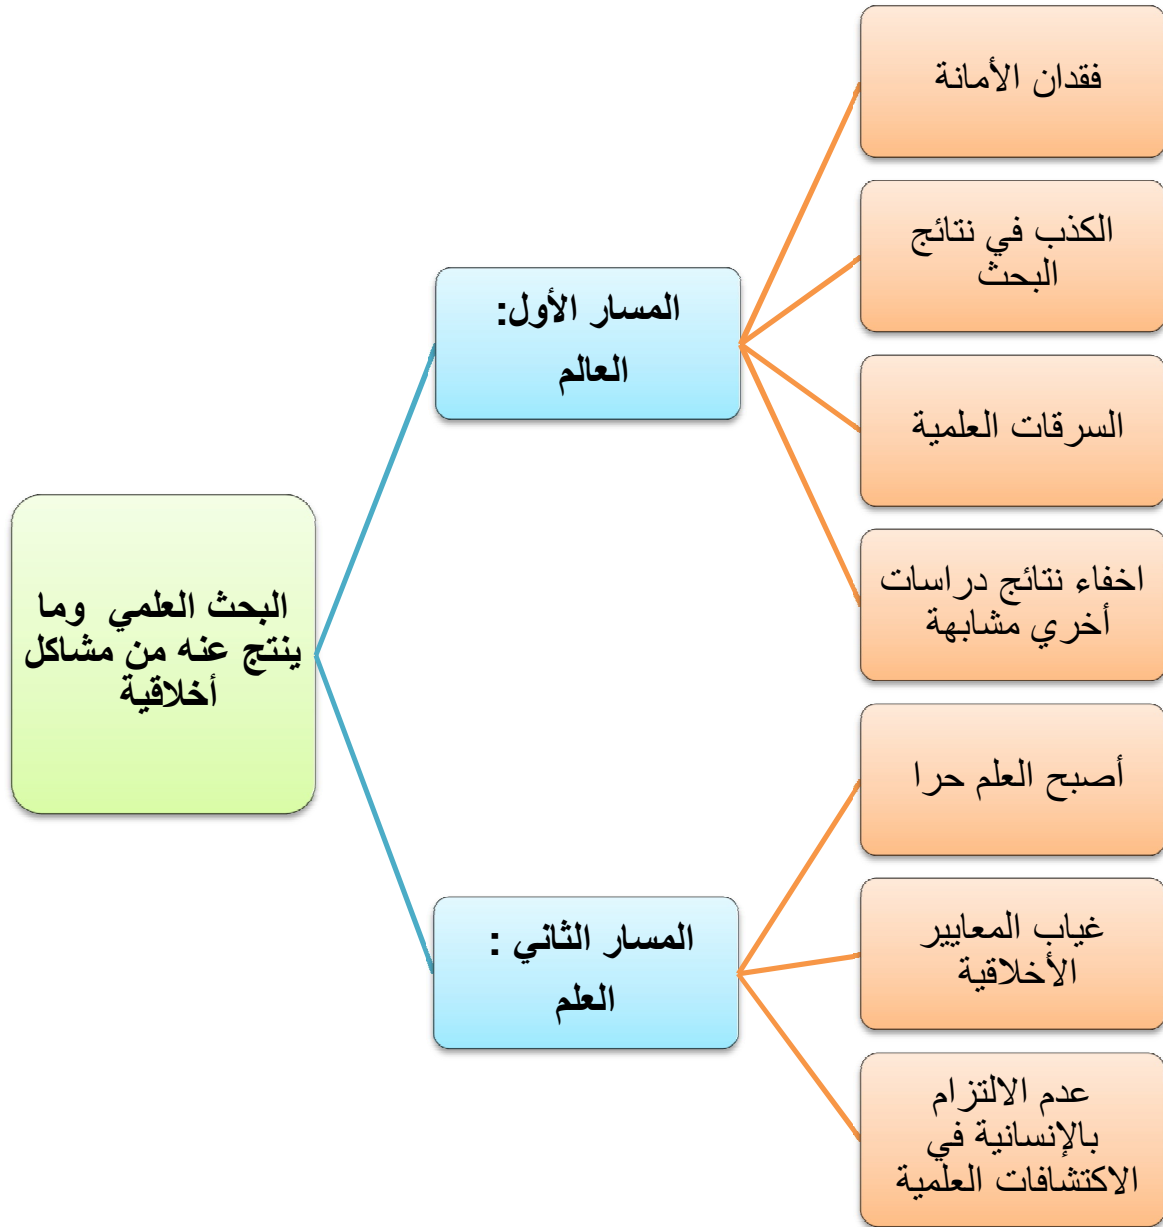 البحث العلمي وما
ينتج عنه من مشاكل
أخلاقية
المسار الأول:
العالم
فقدان الأمانة
الكذب في نتائج
البحث
السرقات العلمية
اخفاء نتائج دراسات
أخري مشابهة
المسار الثاني :
العلم
أصبح العلم حرا
غياب المعايير
الأخلاقية
عدم الالتزام
بالإنسانية في
الاكتشافات العلمية